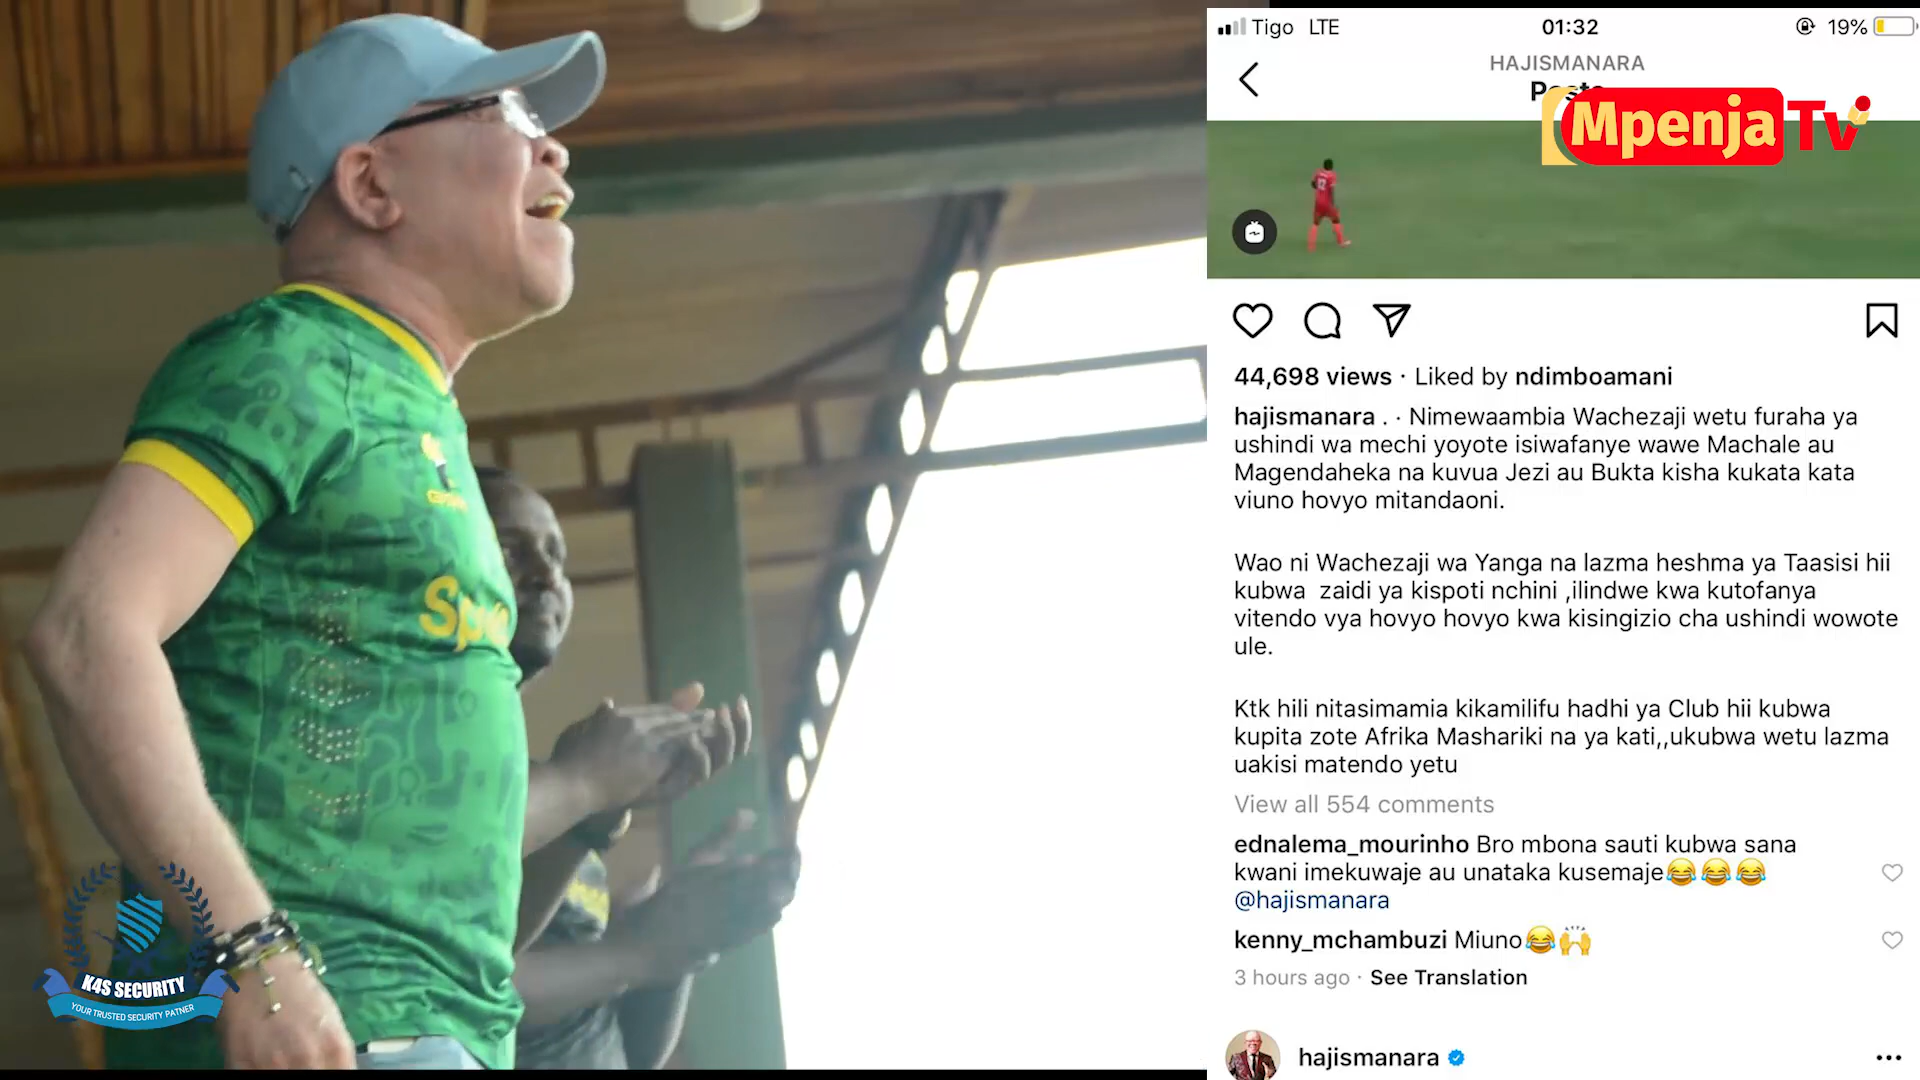 Tigo LTE 01:32 19%
HAJISMANARA
Posts
Mpenja Tv
12
44,698 views · Liked by ndimboamani
hajismanara . · Nimewaambia Wachezaji wetu furaha ya
ushindi wa mechi yoyote isiwafanye wawe Machale au
Magendaheka na kuvua Jezi au Bukta kisha kukata kata
viuno hovyo mitandaoni.
Wao ni Wachezaji wa Yanga na lazma heshma ya Taasisi hii
kubwa  zaidi ya kispoti nchini ,ilindwe kwa kutofanya
vitendo vya hovyo hovyo kwa kisingizio cha ushindi wowote
ule.
Ktk hili nitasimamia kikamilifu hadhi ya Club hii kubwa
kupita zote Afrika Mashariki na ya kati,,ukubwa wetu lazma
uakisi matendo yetu
View all 554 comments
ednalema_mourinho Bro mbona sauti kubwa sana
kwani imekuwaje au unataka kusemaje😂😂😂
@hajismanara
kenny_mchambuzi Miuno😂🙌
3 hours ago · See Translation
hajismanara
K4S SECURITY
YOUR TRUSTED SECURITY PATNER